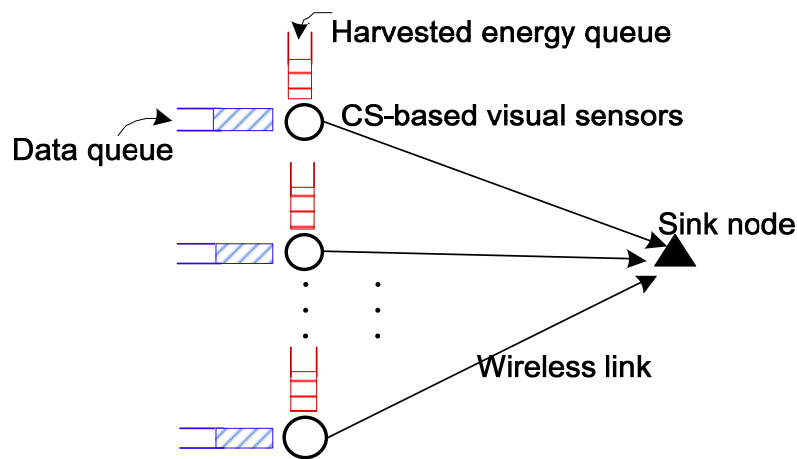 Harvested energy queue
CS-based visual sensors
Data queue
Sink node
Wireless link